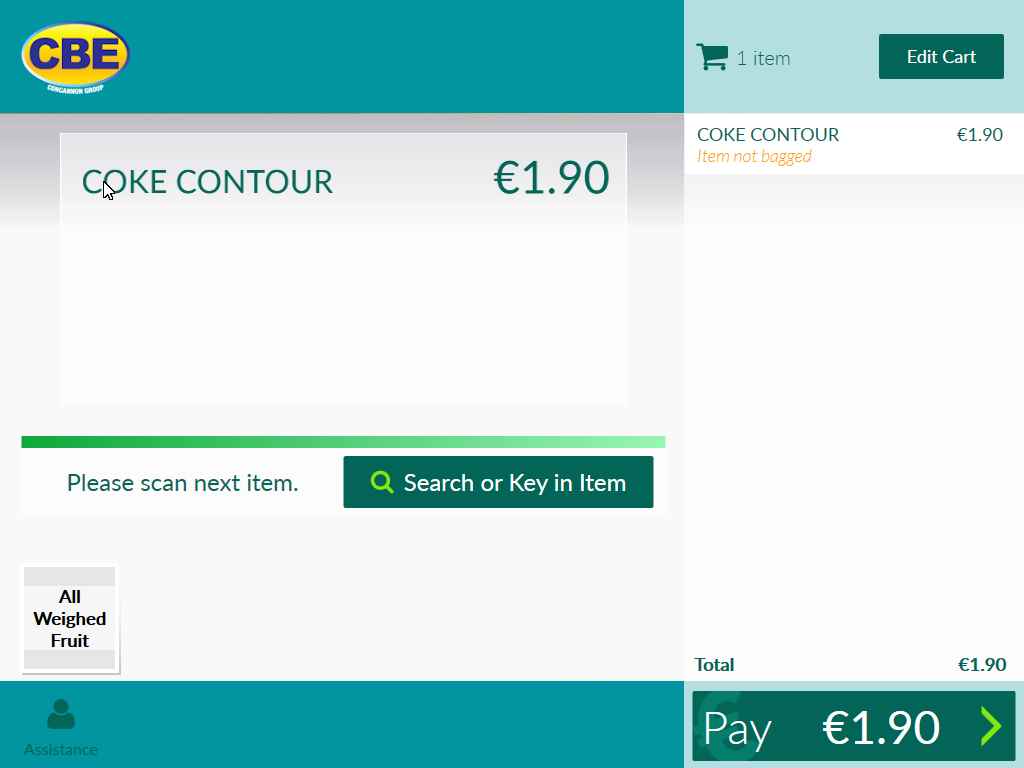 CBE
CONCANNON GROUP
1 item
Edit Cart
COKE CONTOUR €1.90
COKE CONTOUR €1.90
Item not bagged
Please scan next item.
Search or Key in Item
All
Weighed
Fruit
Total €1.90
Assistance
Pay €1.90